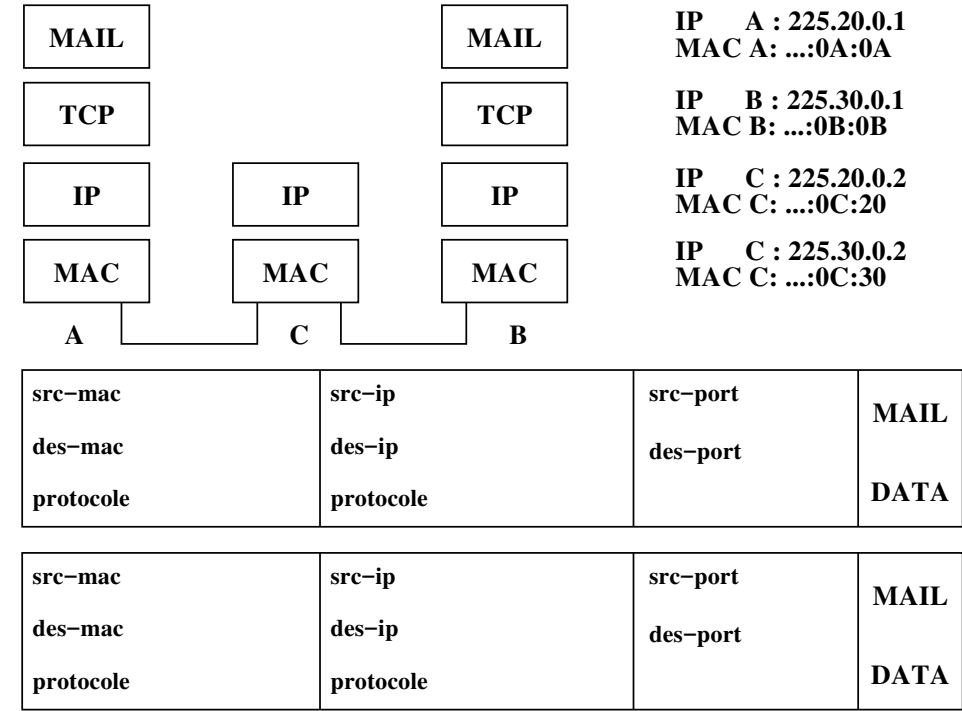 MAIL MAIL
IP A : 225.20.0.1
MAC A: ...:0A:0A
TCP TCP
IP B : 225.30.0.1
MAC B: ...:0B:0B
IP IP IP
IP C : 225.20.0.2
MAC C: ...:0C:20
MAC MAC MAC
IP C : 225.30.0.2
MAC C: ...:0C:30
A C B
src−mac src−ip src−port
MAIL
des−mac des−ip des−port
DATA
protocole protocole
src−mac src−ip src−port
MAIL
des−mac des−ip des−port
DATA
protocole protocole